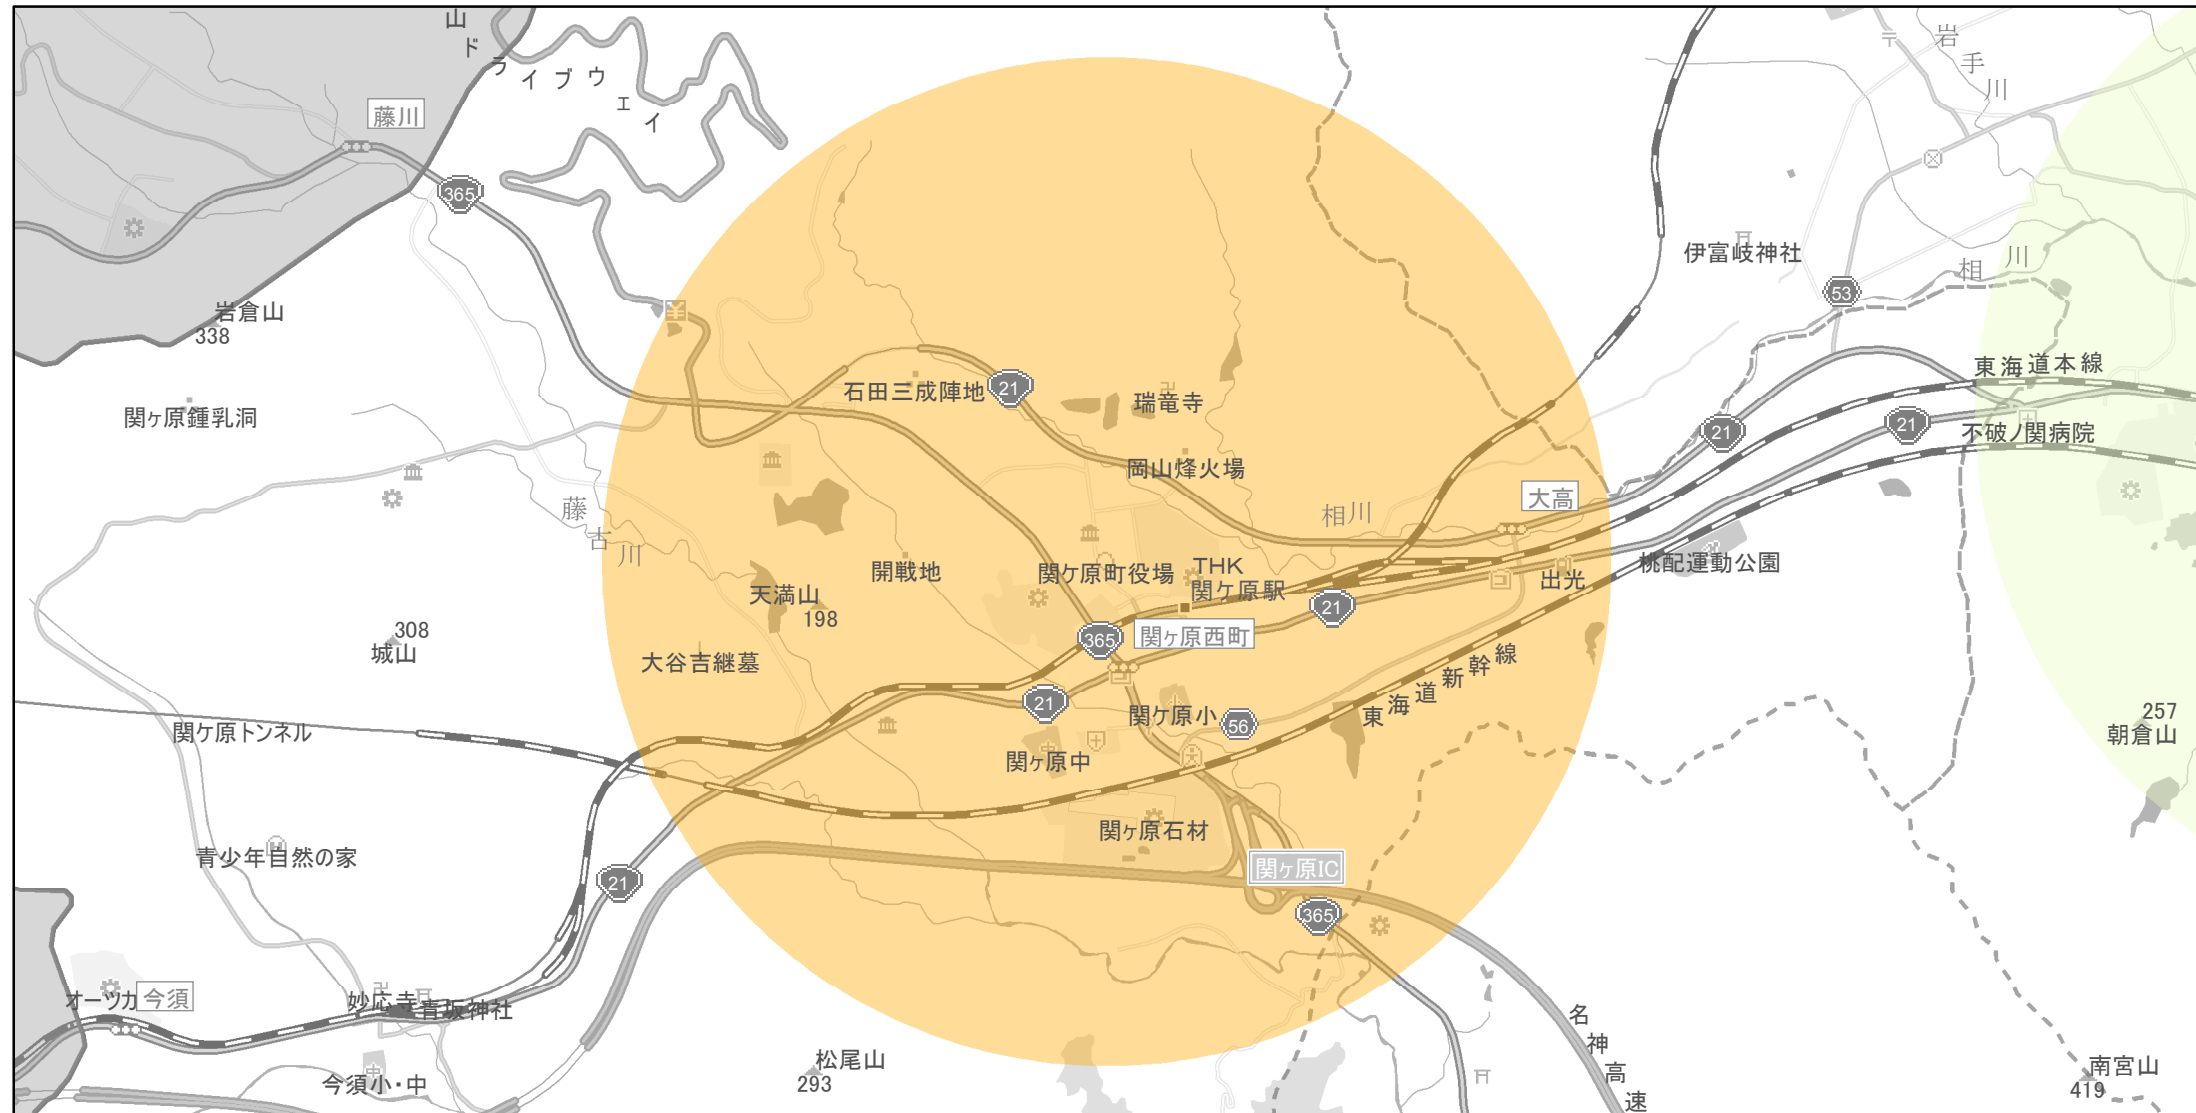 山ドライブウェイ
藤川
365
岩手川
伊富岐神社
相川
53
岩倉山
338
関ヶ原鍾乳洞
石田三成陣地
21
瑞竜寺
東海道本線
21
21
不破ノ関病院
岡山烽火場
大高
相川
藤古川
開戦地
関ケ原町役場
THK
関ケ原駅
出光
桃配運動公園
天満山
198
21
308
城山
365
関ヶ原西町
大谷吉継墓
東海道新幹線
21
関ケ原小
56
257
朝倉山
関ケ原トンネル
関ケ原中
関ヶ原石材
青少年自然の家
関ヶ原IC
21
365
オーツカ
今須
妙応寺
青坂神社
名神高速
松尾山
293
今須小・中
南宮山
419